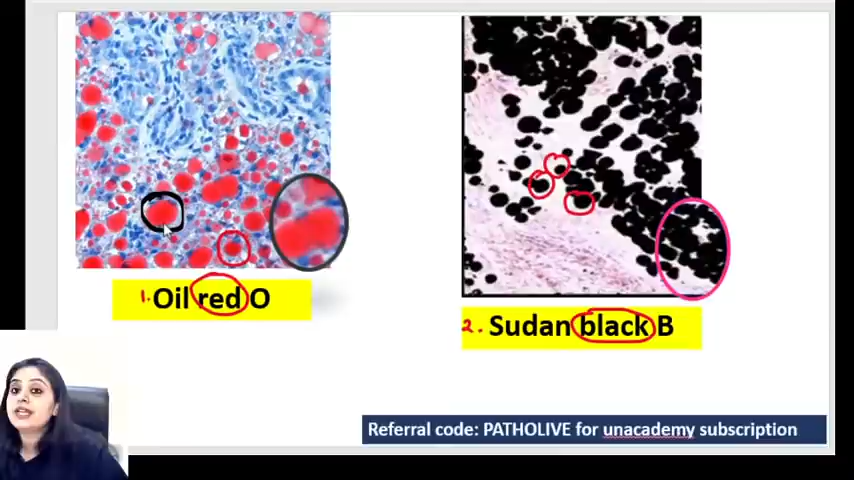 1. Oil red O
2. Sudan black B
Referral code: PATHOLIVE for unacademy subscription